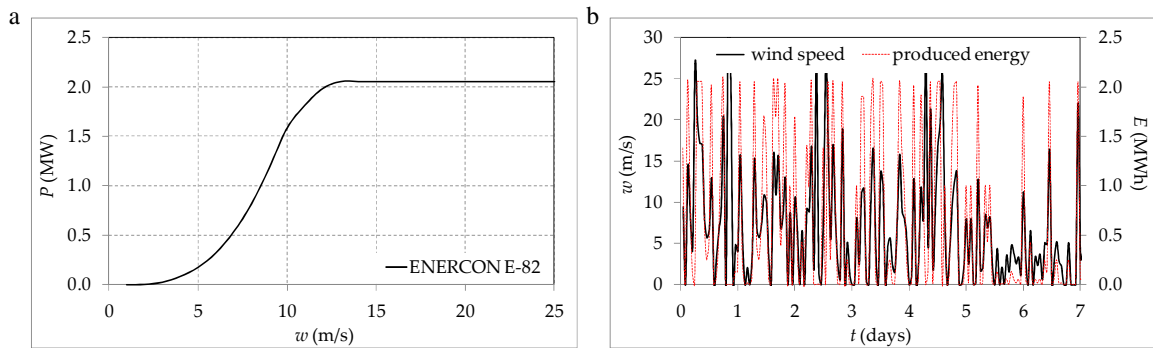 a
2.5
2.0
1.5
1.0
0.5
0.0
P (MW)
0 5 10 15 20 25
w (m/s)
ENERCON E-82
b
30
25
20
15
10
5
0
w (m/s)
wind speed produced energy
2.5
2.0
1.5
1.0
0.5
0.0
E (MWh)
0 1 2 3 4 5 6 7
t (days)